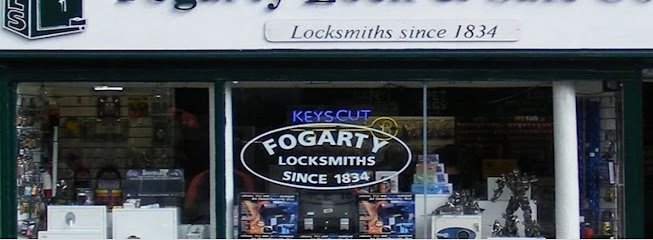 Fogarty Lock & Safe Co
Locksmiths since 1834
KEYS CUT
FOGARTY
LOCKSMITHS
SINCE 1834